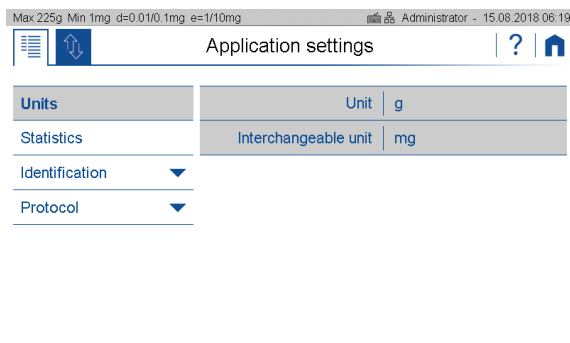 Max 225g Min 1mg d=0.01/0.1mg e=1/10mg Administrator - 15.08.2018 06:19
Application settings ?
Units
Unit g
Statistics
Interchangeable unit mg
Identification
Protocol